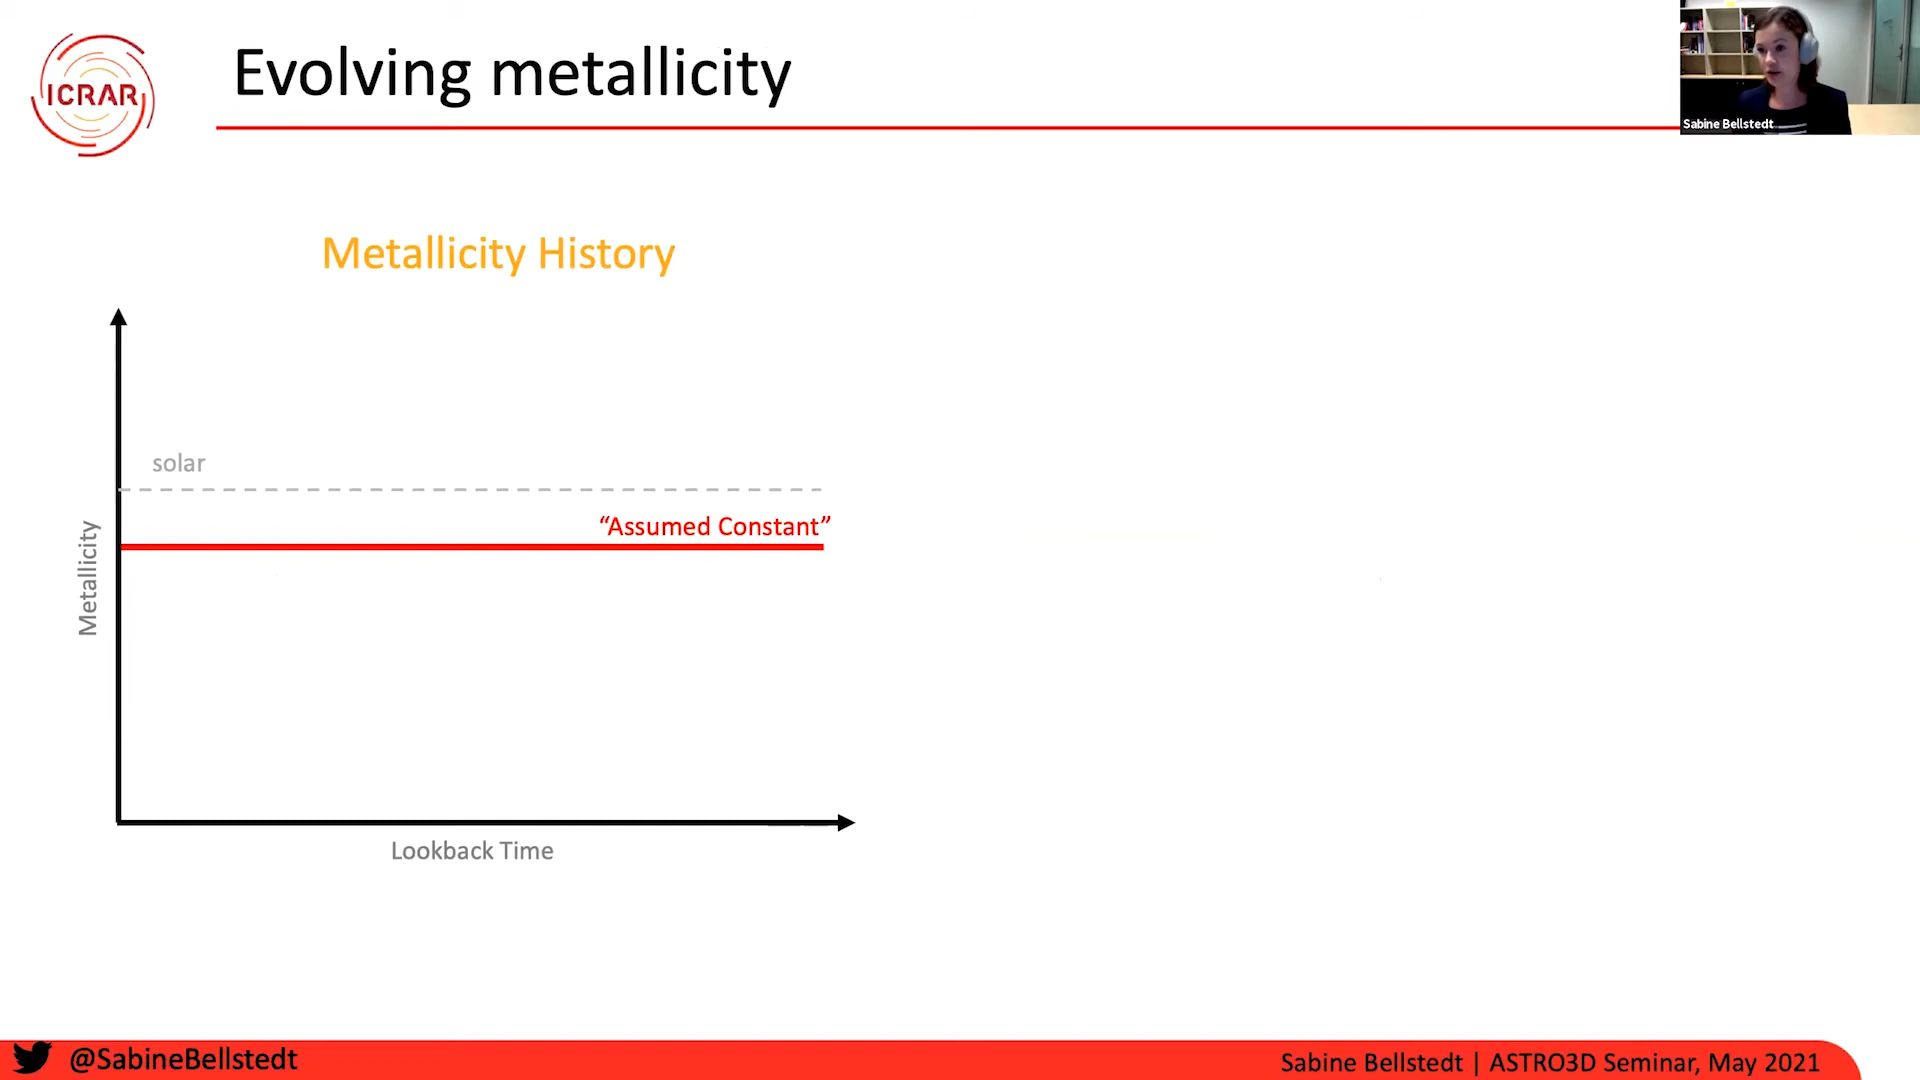 ICRAR
Evolving metallicity
Sabine Bellstedt
Metallicity History
solar
“Assumed Constant”
Metallicity
Lookback Time
@SabineBellstedt
Sabine Bellstedt | ASTRO3D Seminar, May 2021